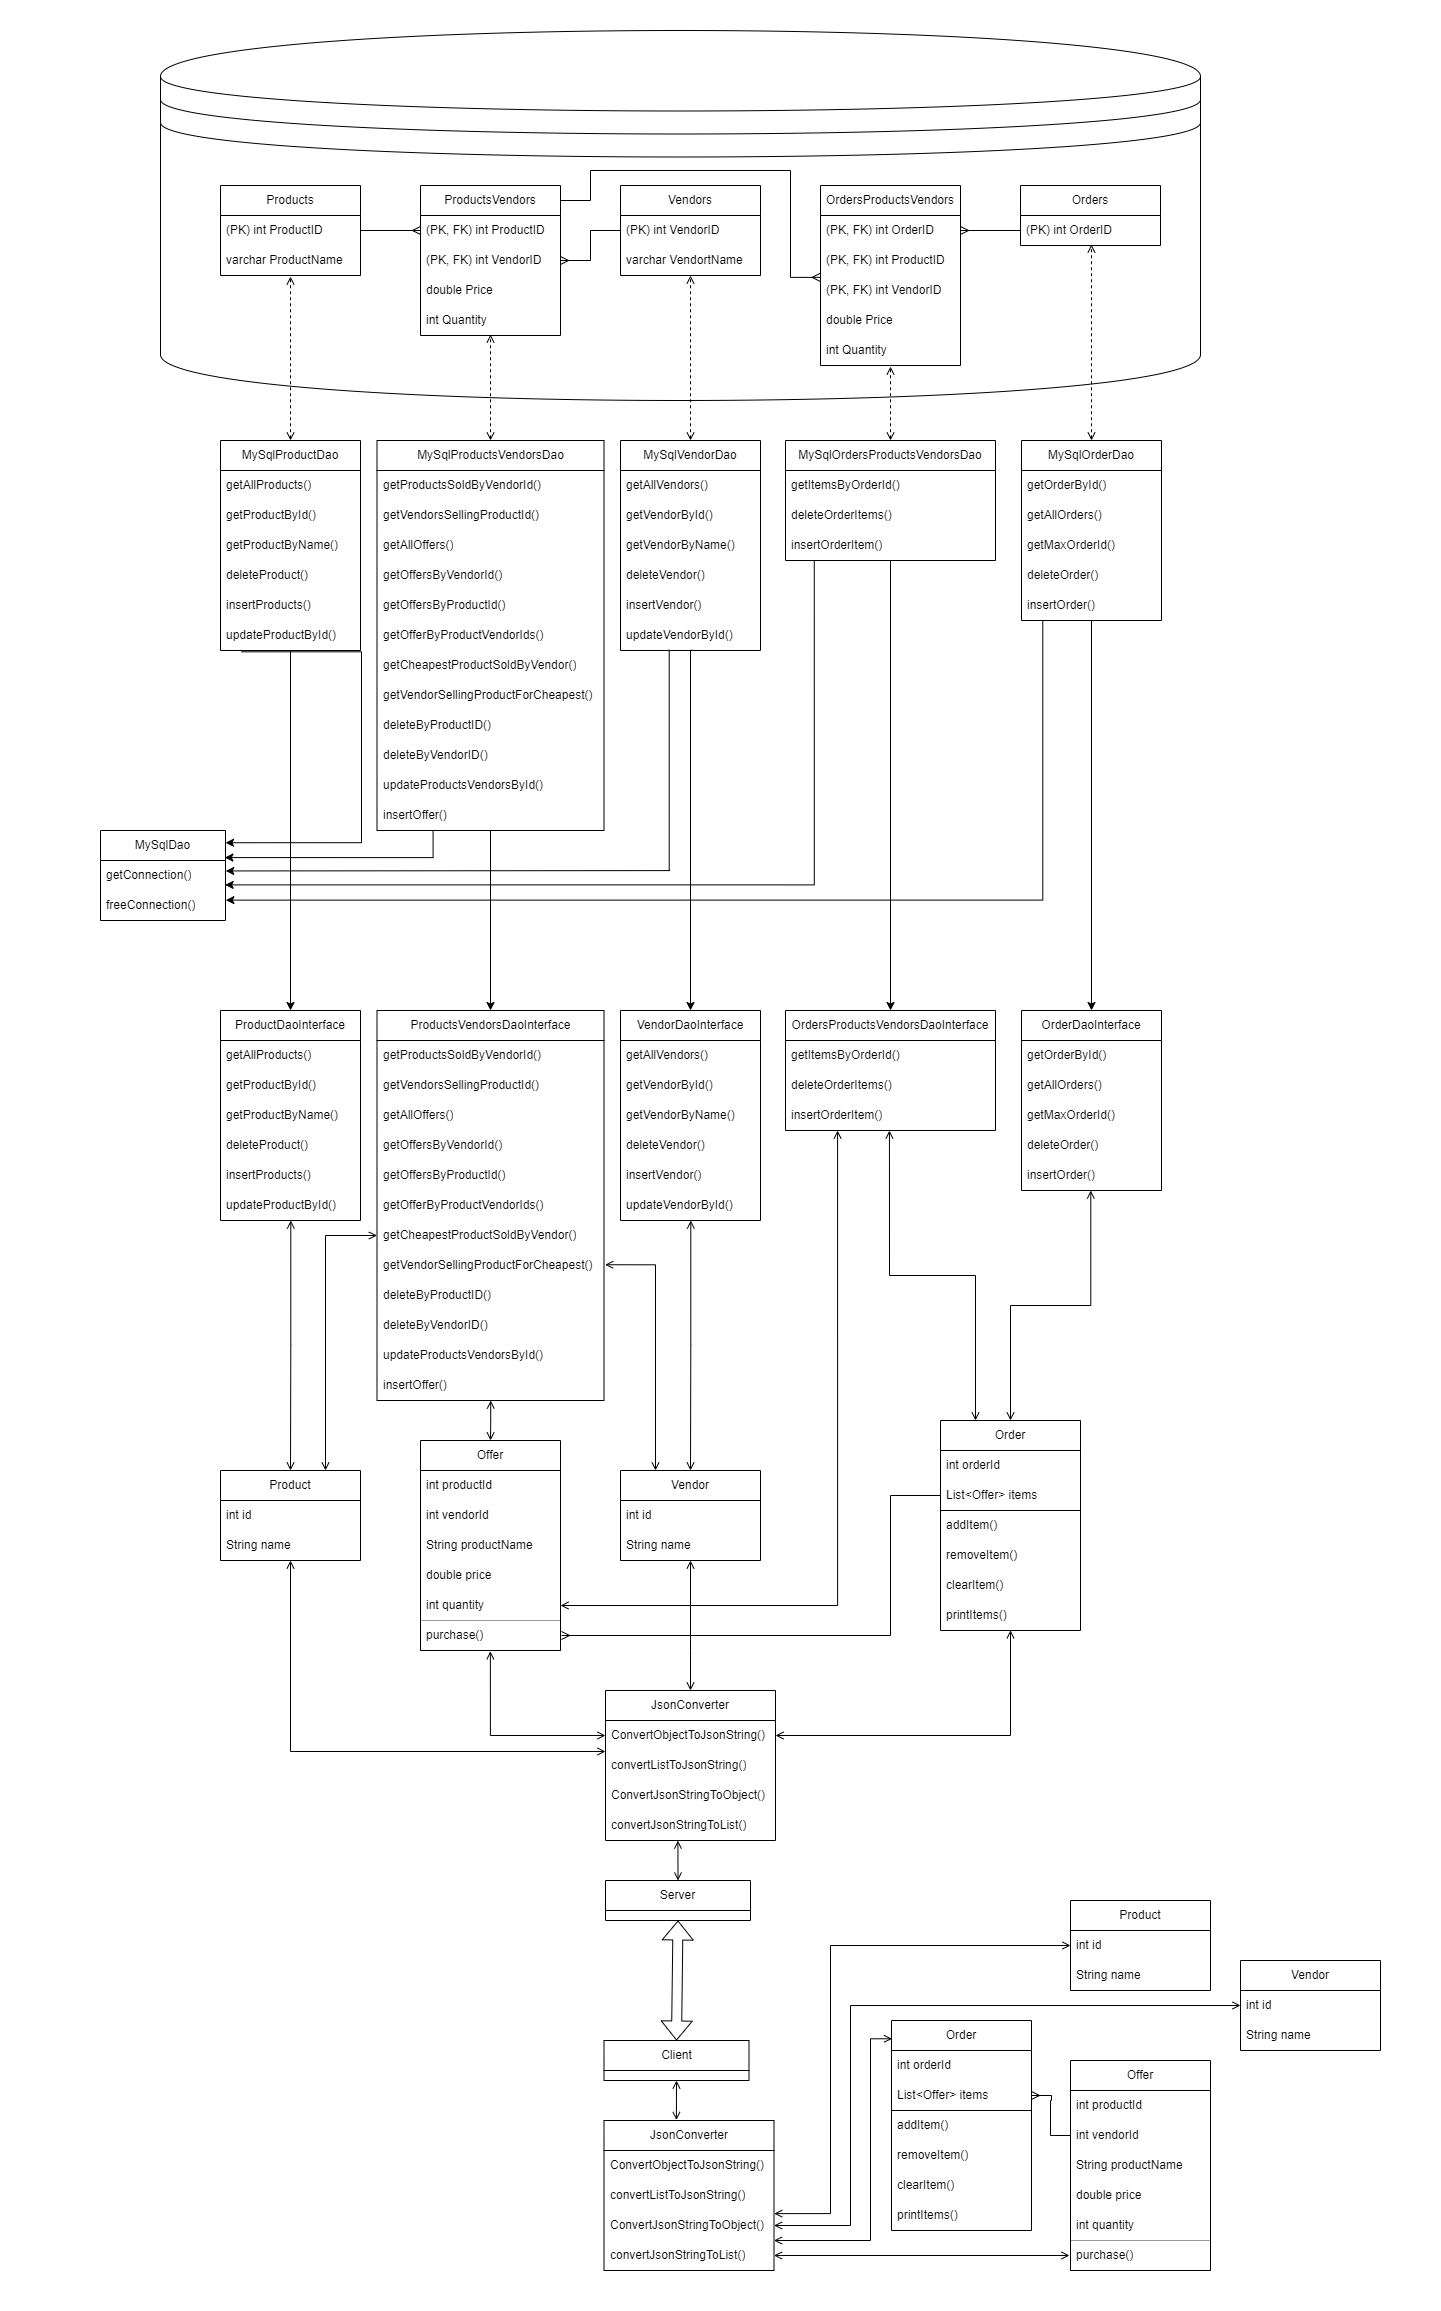 Products
(PK) int ProductID
varchar ProductName
ProductsVendors
(PK, FK) int ProductID
(PK, FK) int VendorID
double Price
int Quantity
Vendors
(PK) int VendorID
varchar VendortName
OrdersProductsVendors
(PK, FK) int OrderID
(PK, FK) int ProductID
(PK, FK) int VendorID
double Price
int Quantity
Orders
(PK) int OrderID
MySqlProductDao
getAllProducts()
getProductById()
getProductByName()
deleteProduct()
insertProducts()
updateProductById()
MySqlProductsVendorsDao
getProductsSoldByVendorId()
getVendorsSellingProductId()
getAllOffers()
getOffersByVendorId()
getOffersByProductId()
getOfferByProductVendorIds()
getCheapestProductSoldByVendor()
getVendorSellingProductForCheapest()
deleteByProductID()
deleteByVendorID()
updateProductsVendorsById()
insertOffer()
MySqlVendorDao
getAllVendors()
getVendorById()
getVendorByName()
deleteVendor()
insertVendor()
updateVendorById()
MySqlOrdersProductsVendorsDao
getItemsByOrderId()
deleteOrderItems()
insertOrderItem()
MySqlOrderDao
getOrderById()
getAllOrders()
getMaxOrderId()
deleteOrder()
insertOrder()
MySqlDao
getConnection()
freeConnection()
ProductDaoInterface
getAllProducts()
getProductById()
getProductByName()
deleteProduct()
insertProducts()
updateProductById()
ProductsVendorsDaoInterface
getProductsSoldByVendorId()
getVendorsSellingProductId()
getAllOffers()
getOffersByVendorId()
getOffersByProductId()
getOfferByProductVendorIds()
getCheapestProductSoldByVendor()
getVendorSellingProductForCheapest()
deleteByProductID()
deleteByVendorID()
updateProductsVendorsById()
insertOffer()
VendorDaoInterface
getAllVendors()
getVendorById()
getVendorByName()
deleteVendor()
insertVendor()
updateVendorById()
OrdersProductsVendorsDaoInterface
getItemsByOrderId()
deleteOrderItems()
insertOrderItem()
OrderDaoInterface
getOrderById()
getAllOrders()
getMaxOrderId()
deleteOrder()
insertOrder()
Product
int id
String name
Offer
int productId
int vendorId
String productName
double price
int quantity
purchase()
Vendor
int id
String name
Order
int orderId
List<Offer> items
addItem()
removeItem()
clearItem()
printItems()
JsonConverter
ConvertObjectToJsonString()
convertListToJsonString()
ConvertJsonStringToObject()
convertJsonStringToList()
Server
Client
JsonConverter
ConvertObjectToJsonString()
convertListToJsonString()
ConvertJsonStringToObject()
convertJsonStringToList()
Product
int id
String name
Vendor
int id
String name
Order
int orderId
List<Offer> items
addItem()
removeItem()
clearItem()
printItems()
Offer
int productId
int vendorId
String productName
double price
int quantity
purchase()